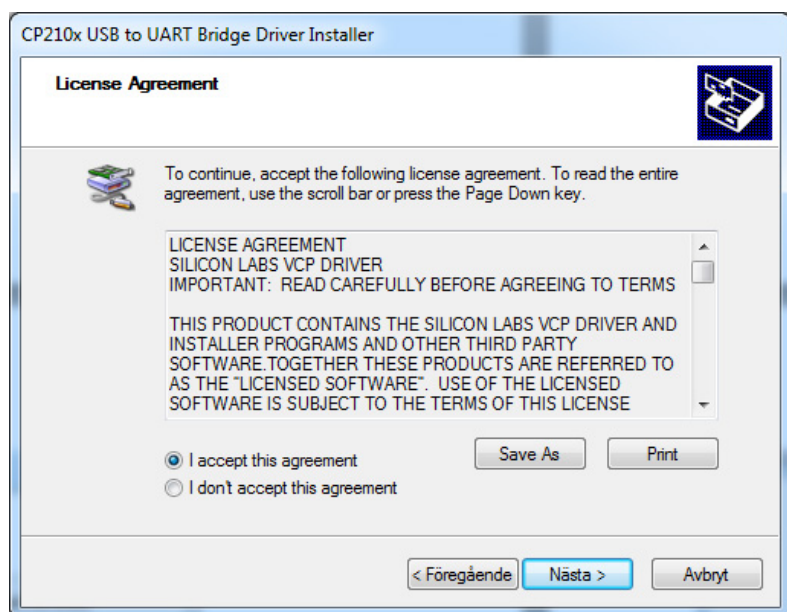 CP210x USB to UART Bridge Driver Installer
License Agreement
To continue, accept the following license agreement. To read the entire
agreement, use the scroll bar or press the Page Down key.
LICENSE AGREEMENT
SILICON LABS VCP DRIVER
IMPORTANT:  READ CAREFULLY BEFORE AGREEING TO TERMS
THIS PRODUCT CONTAINS THE SILICON LABS VCP DRIVER AND
INSTALLER PROGRAMS AND OTHER THIRD PARTY
SOFTWARE.TOGETHER THESE PRODUCTS ARE REFERRED TO
AS THE "LICENSED SOFTWARE".  USE OF THE LICENSED
SOFTWARE IS SUBJECT TO THE TERMS OF THIS LICENSE
I accept this agreement
Save As
Print
I don't accept this agreement
< Föregående
Nästa >
Avbryt